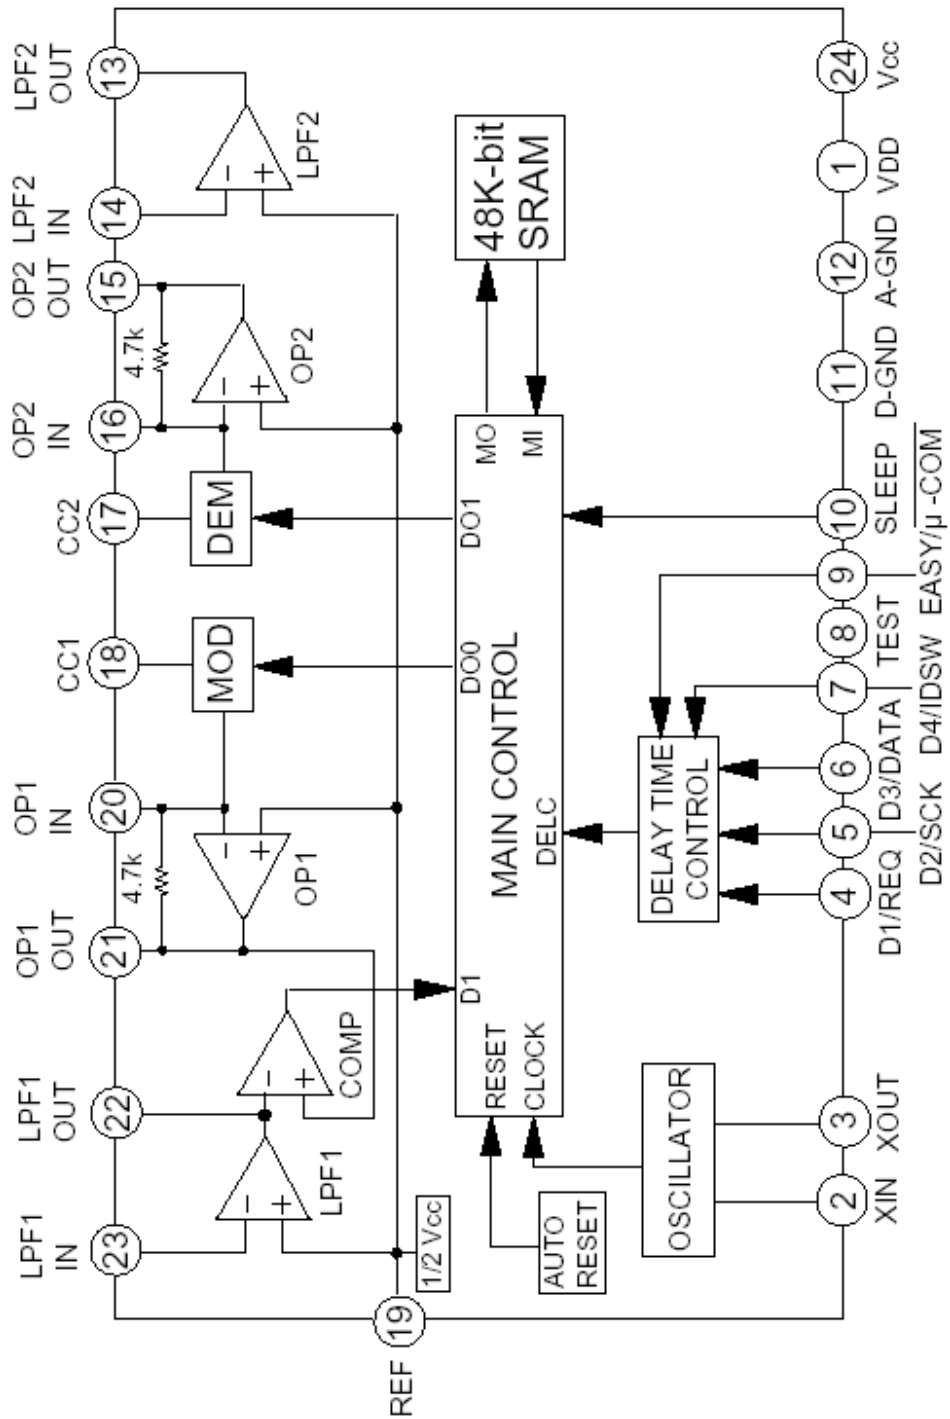 LPF1
IN
LPF1
OUT
OP1
OUT
OP1
IN
CC1
CC2
OP2
IN
OP2
OUT
LPF2
IN
LPF2
OUT
23
22
21
20
18
17
16
15
14
13
4.7k
4.7k
− +
LPF1
− +
COMP
− +
OP1
MOD
DEM
− +
OP2
− +
LPF2
REF
19
1/2 Vcc
D1
DO0
DO1
MO
MI
RESET
CLOCK
MAIN CONTROL
DELC
48K-bit
SRAM
AUTO
RESET
OSCILLATOR
DELAY TIME
CONTROL
2
3
4
5
6
7
8
9
10
11
12
1
24
XIN
XOUT
D1/REQ
D2/SCK
D3/DATA
D4/IDSW
TEST
EASY/μ -COM
SLEEP
D-GND
A-GND
VDD
Vcc